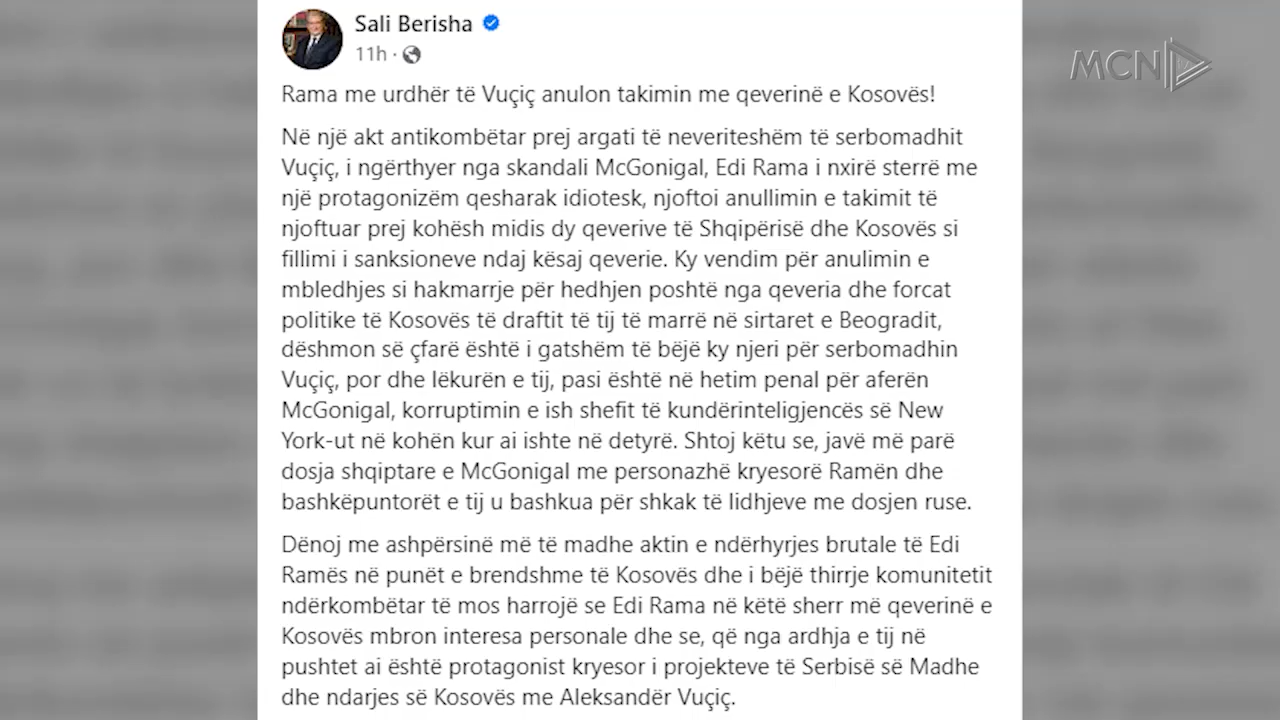 Sali Berisha
11h ·
MCN
Rama me urdhër të Vuçiç anulon takimin me qeverinë e Kosovës!
Në një akt antikombëtar prej argati të neveriteshëm të serbomadhit
Vuçiç, i ngërthyer nga skandali McGonigal, Edi Rama i nxirë sterrë me
një protagonizëm qesharak idiotesk, njoftoi anullimin e takimit të
njoftuar prej kohësh midis dy qeverive të Shqipërisë dhe Kosovës si
fillimi i sanksioneve ndaj kësaj qeverie. Ky vendim për anulimin e
mbledhjes si hakmarrje për hedhjen poshtë nga qeveria dhe forcat
politike të Kosovës të draftit të tij të marrë në sirtaret e Beogradit,
dëshmon së çfarë është i gatshëm të bëjë ky njeri për serbomadhin
Vuçiç, por dhe lëkurën e tij, pasi është në hetim penal për aferën
McGonigal, korruptimin e ish shefit të kundërinteligjencës së New
York-ut në kohën kur ai ishte në detyrë. Shtoj këtu se, javë më parë
dosja shqiptare e McGonigal me personazhë kryesorë Ramën dhe
bashkëpuntorët e tij u bashkua për shkak të lidhjeve me dosjen ruse.
Dënoj me ashpërsinë më të madhe aktin e ndërhyrjes brutale të Edi
Ramës në punët e brendshme të Kosovës dhe i bëjë thirrje komunitetit
ndërkombëtar të mos harrojë se Edi Rama në këtë sherr më qeverinë e
Kosovës mbron interesa personale dhe se, që nga ardhja e tij në
pushtet ai është protagonist kryesor i projekteve të Serbisë së Madhe
dhe ndarjes së Kosovës me Aleksandër Vuçiç.